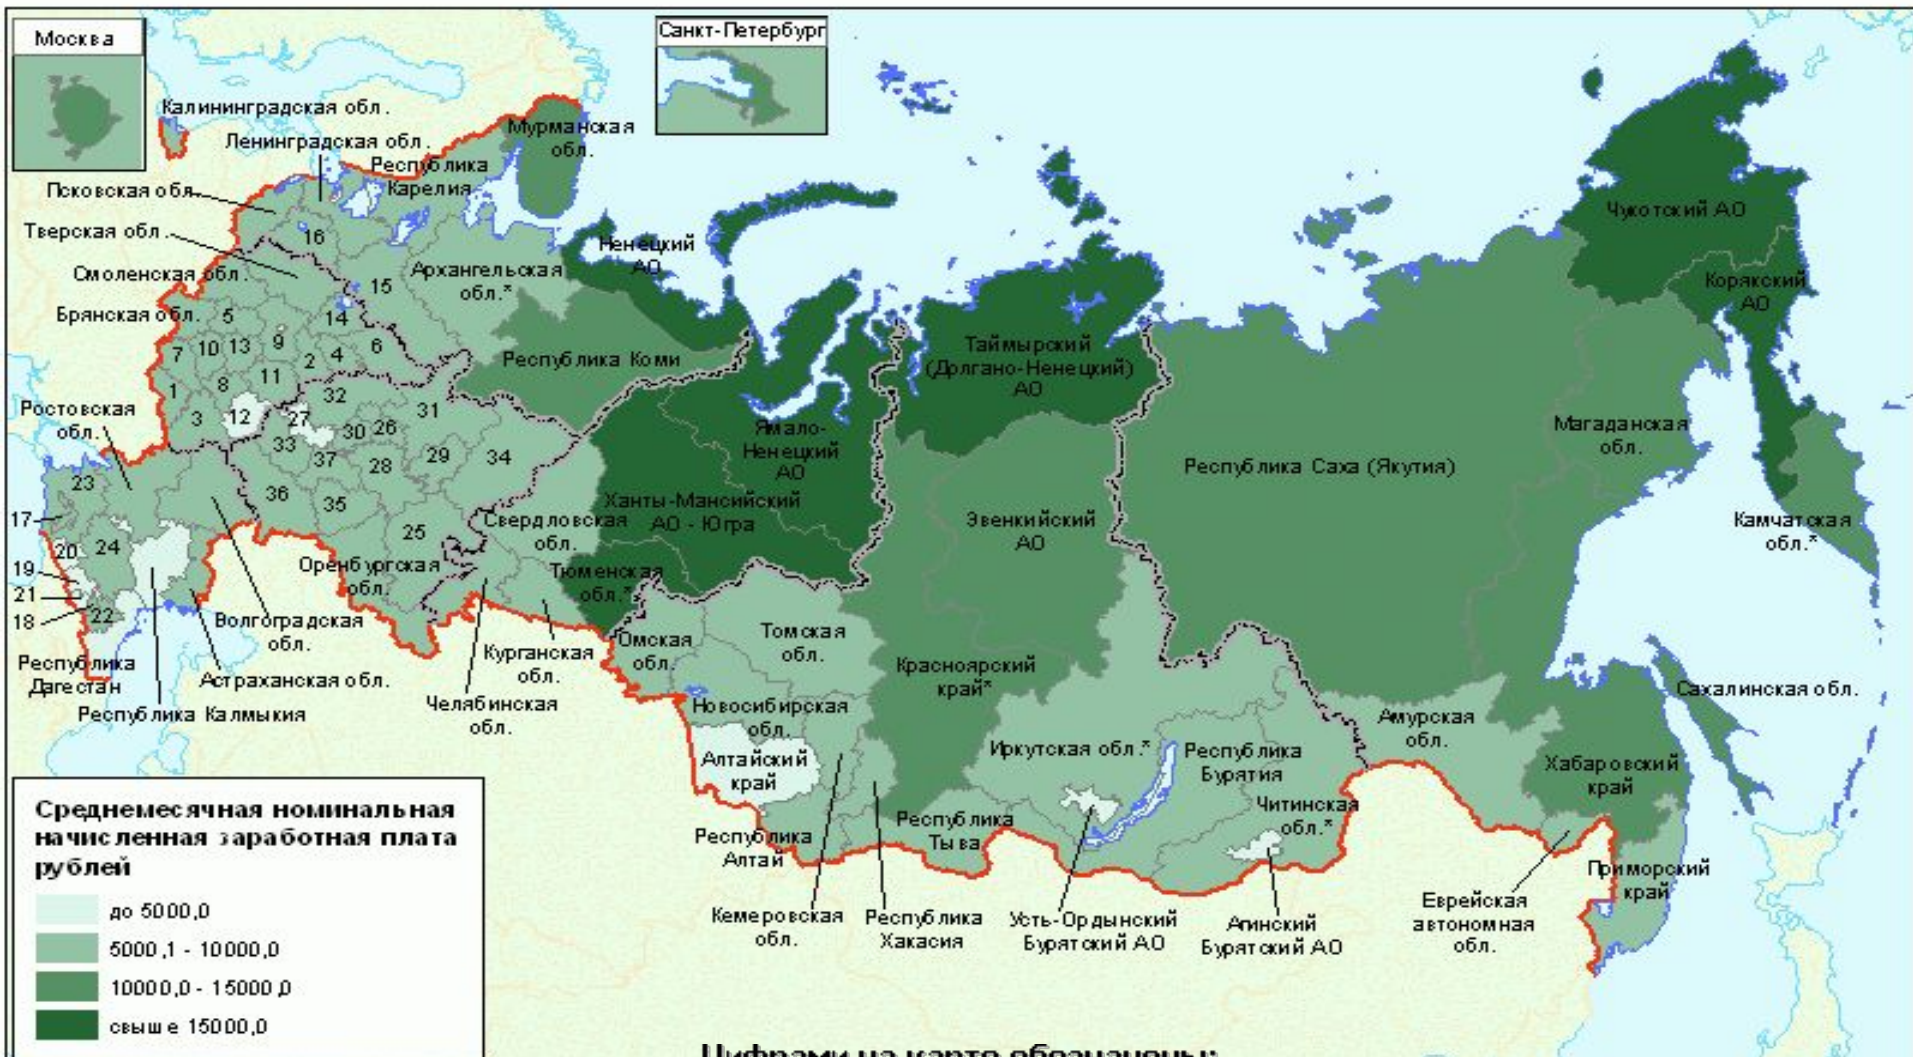 Москва
Санкт-Петербург
Калининградская обл.
Ленинградская обл.
Мурманская
обл.
Республика
Карелия
Псковская обл.
Тверская обл.
16
Смоленская обл.
15
Архангельская
обл.*
Ненецкий
АО
Чукотский АО
Корякский
АО
Брянская обл.
5
14
7
10
13
9
2
4
6
Республика Коми
Таймырский
(Долгано-Ненецкий)
АО
1
8
11
3
12
Ростовская
обл.
32
27
31
33
30
26
37
28
29
34
36
35
25
Ямало-
Ненецкий
АО
Ханты-Мансийский
АО - Югра
Эвенкийский
АО
Республика Саха (Якутия)
Магаданская
обл.
Камчатская
обл.*
23
17
20
24
19
21
18
22
Свердловская
обл.
Оренбургская
обл.
Тюменская
обл.*
Волгоградская
обл.
Республика
Дагестан
Астраханская обл.
Республика Калмыкия
Курганская
обл.
Челябинская
обл.
Омская
обл.
Томская
обл.
Красноярский
край*
Новосибирская
обл.
Алтайский
край
Иркутская обл.*
Республика
Бурятия
Читинская
обл.*
Амурская
обл.
Хабаровский
край
Сахалинская обл.
Республика
Алтай
Республика
Тыва
Приморский
край
Кемеровская
обл.
Республика
Хакасия
Усть-Ордынский
Бурятский АО
Агинский
Бурятский АО
Еврейская
автономная
обл.
Среднемесячная номинальная
начисленная заработная плата
рублей
до 5000,0
5000,1 - 10000,0
10000,0 - 15000,0
свыше 15000,0
Цифрами на карте обозначены: